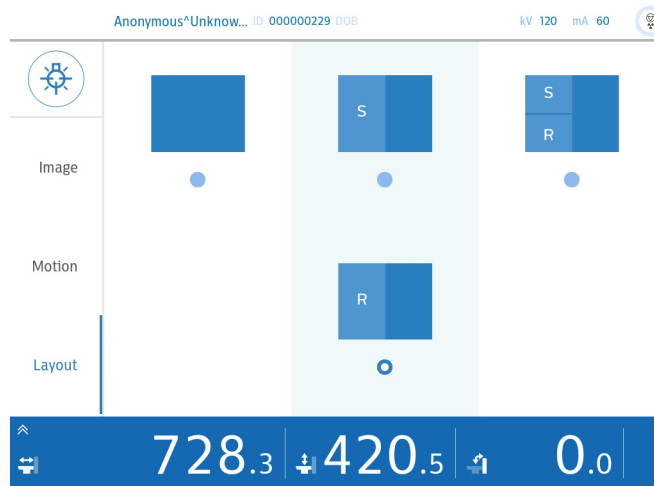 Anonymous^Unknow... ID 000000229 DOB kV 120 mA 60
S
S
R
Image
Motion
R
Layout
728.3 420.5 0.0